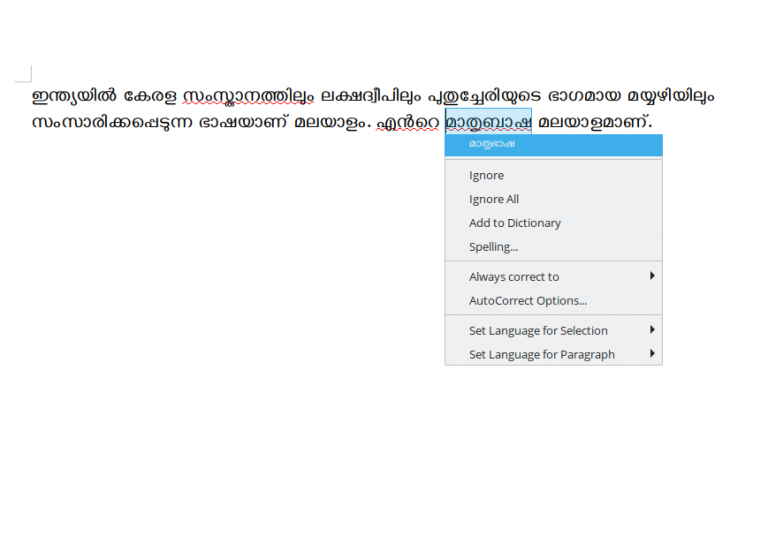 ഇന്ത്യയിൽ കേരള സംസ്ഥാനത്തിലും ലക്ഷദ്വീപിലും പുതുച്ചേരിയുടെ ഭാഗമായ മയ്യഴിയിലും
സംസാരിക്കപ്പെടുന്ന ഭാഷയാണ് മലയാളം. എൻറെ മാതൃബാഷ മലയാളമാണ്.
മാതൃഭാഷ
Ignore
Ignore All
Add to Dictionary
Spelling...
Always correct to
AutoCorrect Options...
Set Language for Selection
Set Language for Paragraph